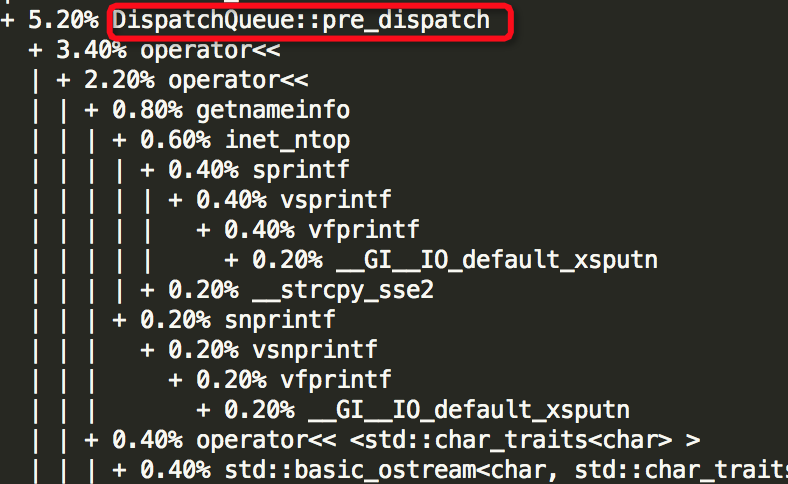 + 5.20% DispatchQueue::pre_dispatch
+ 3.40% operator<<
| + 2.20% operator<<
| | + 0.80% getnameinfo
| | | + 0.60% inet_ntop
| | | | + 0.40% sprintf
| | | | | + 0.40% vsprintf
| | | | | + 0.40% vfprintf
| | | | | + 0.20% __GI__IO_default_xsputn
| | | | + 0.20% __strcpy_sse2
| | | + 0.20% snprintf
| | | + 0.20% vsnprintf
| | | + 0.20% vfprintf
| | | + 0.20% __GI__IO_default_xsputn
| | + 0.40% operator<< <std::char_traits<char> >
| | | + 0.40% std::basic_ostream<char, std::char_traits